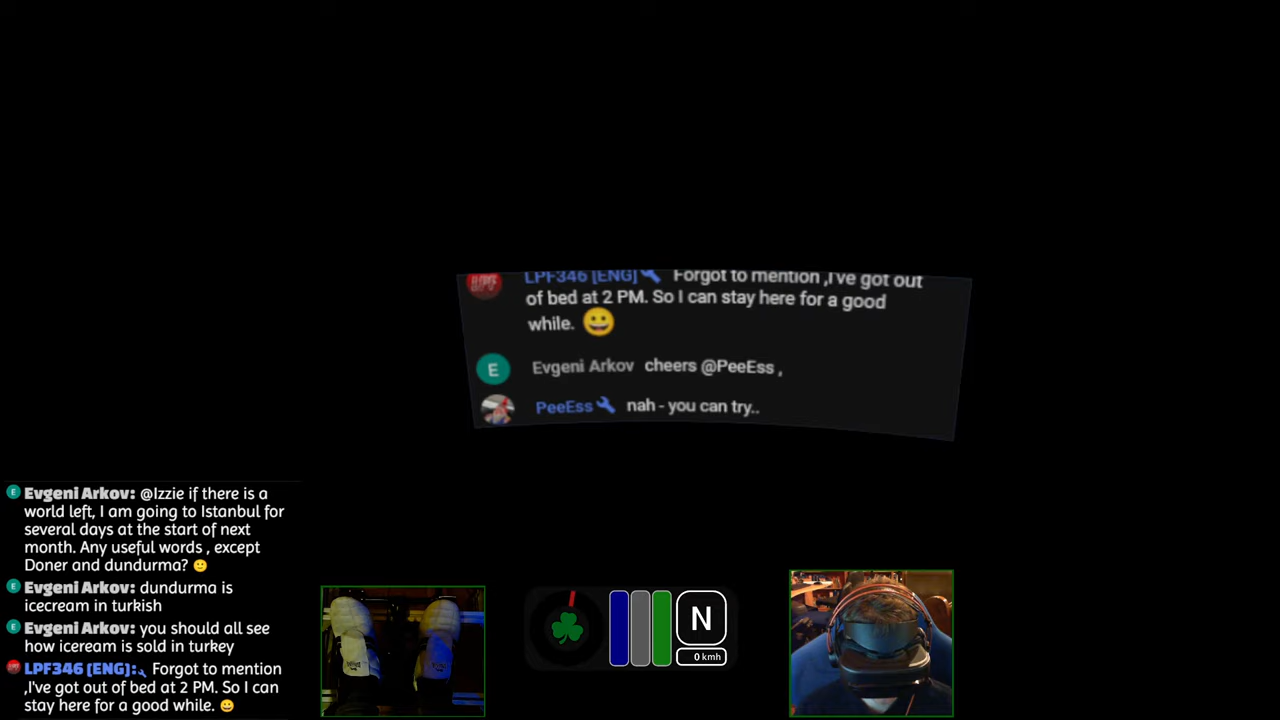 LPF346 [ENG] Forgot to mention ,I've got out
of bed at 2 PM. So I can stay here for a good
while. 😀
E Evgeni Arkov cheers @PeeEss ,
PeeEss nah - you can try..
E Evgeni Arkov: @Izzie if there is a
world left, I am going to Istanbul for
several days at the start of next
month. Any useful words , except
Doner and dundurma? 🙂
E Evgeni Arkov: dundurma is
icecream in turkish
E Evgeni Arkov: you should all see
how icecream is sold in turkey
LPF346 [ENG]: Forgot to mention
,I've got out of bed at 2 PM. So I can
stay here for a good while. 😀
N
0 kmh